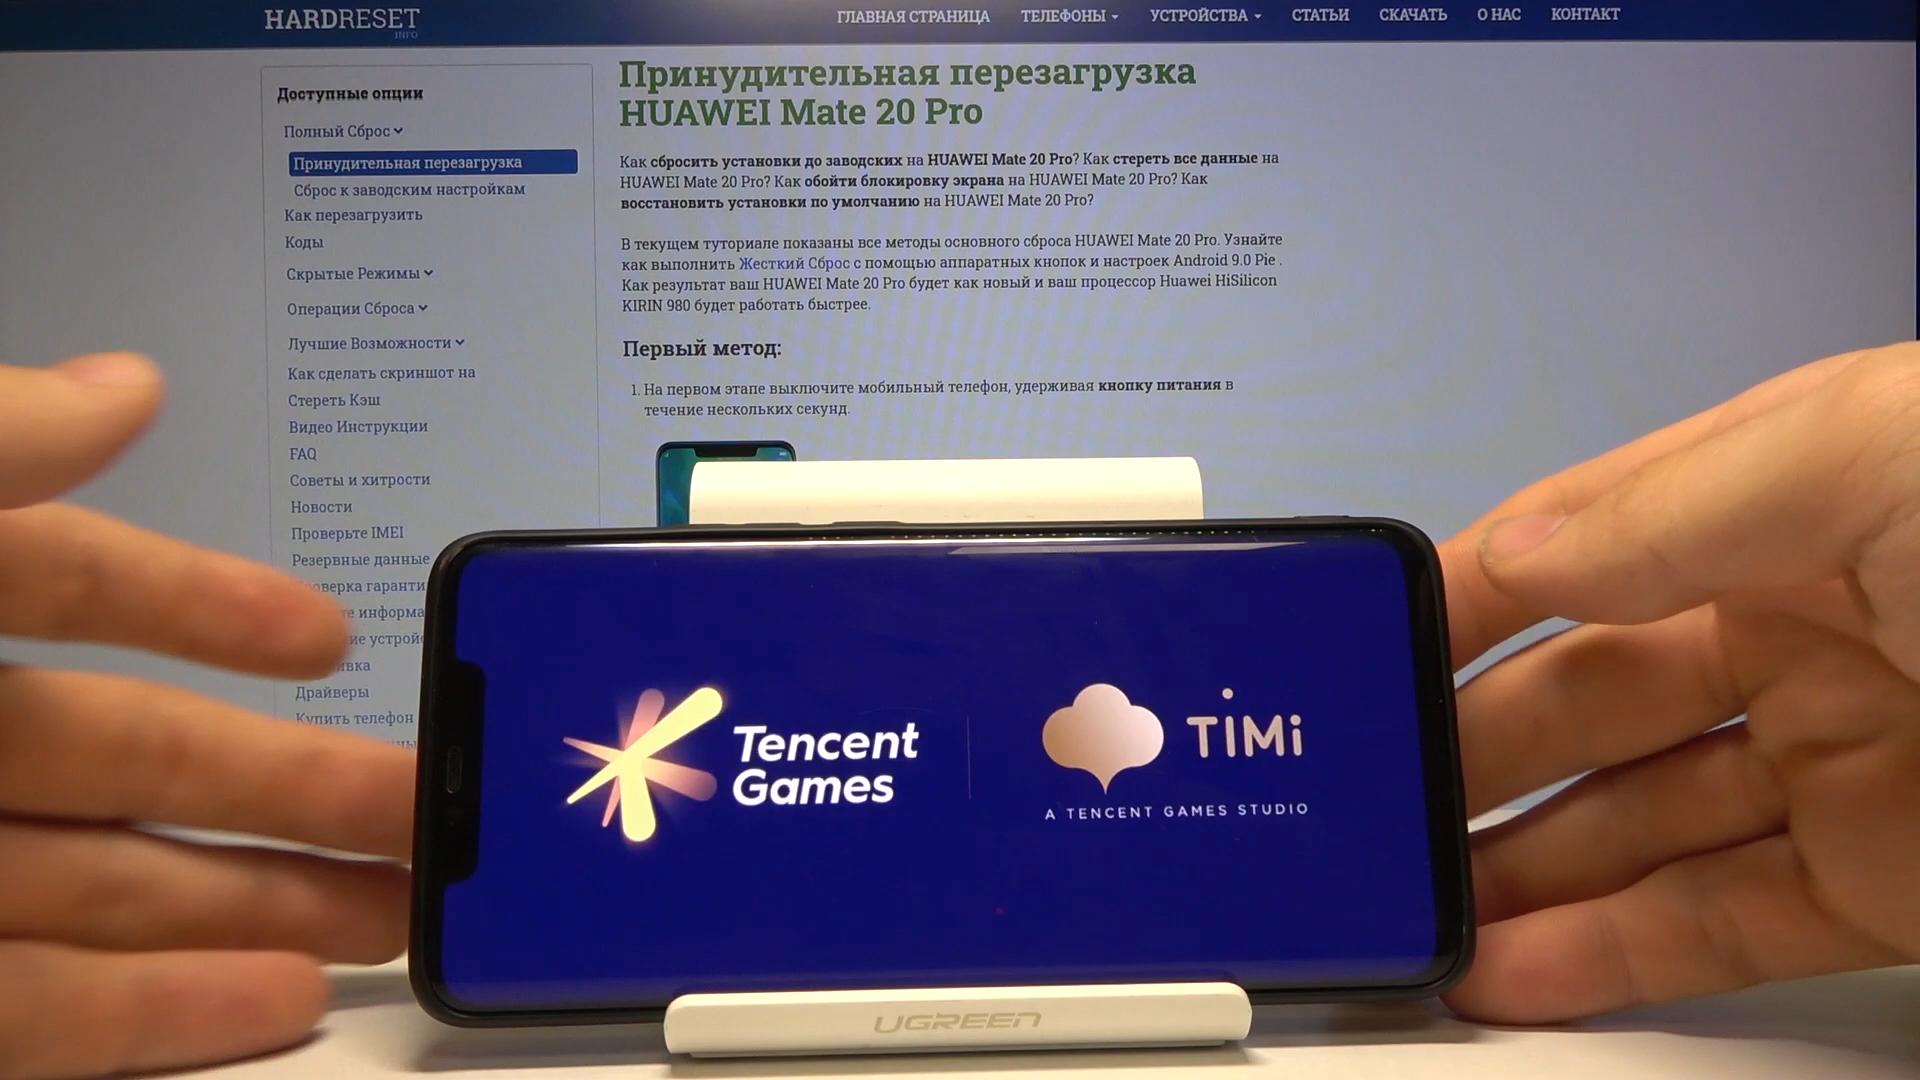 HARDRESET
INFO
ГЛАВНАЯ СТРАНИЦА
ТЕЛЕФОНЫ
УСТРОЙСТВА
СТАТЬИ
СКАЧАТЬ
О НАС
КОНТАКТ
Доступные опции
Полный Сброс
Принудительная перезагрузка
Сброс к заводским настройкам
Как перезагрузить
Коды
Скрытые Режимы
Операции Сброса
Лучшие Возможности
Как сделать скриншот на
Стереть Кэш
Видео Инструкции
FAQ
Советы и хитрости
Новости
Проверьте IMEI
Резервные данные
Драйверы
Купить телефон
Принудительная перезагрузка
HUAWEI Mate 20 Pro
Как сбросить установки до заводских на HUAWEI Mate 20 Pro? Как стереть все данные на
HUAWEI Mate 20 Pro? Как обойти блокировку экрана на HUAWEI Mate 20 Pro? Как
восстановить установки по умолчанию на HUAWEI Mate 20 Pro?
В текущем туториале показаны все методы основного сброса HUAWEI Mate 20 Pro. Узнайте
как выполнить Жесткий Сброс с помощью аппаратных кнопок и настроек Android 9.0 Pie .
Как результат ваш HUAWEI Mate 20 Pro будет как новый и ваш процессор Huawei HiSilicon
KIRIN 980 будет работать быстрее.
Первый метод:
1. На первом этапе выключите мобильный телефон, удерживая кнопку питания в
течение нескольких секунд.
Tencent
Games
TiMi
A TENCENT GAMES STUDIO
UGREEN